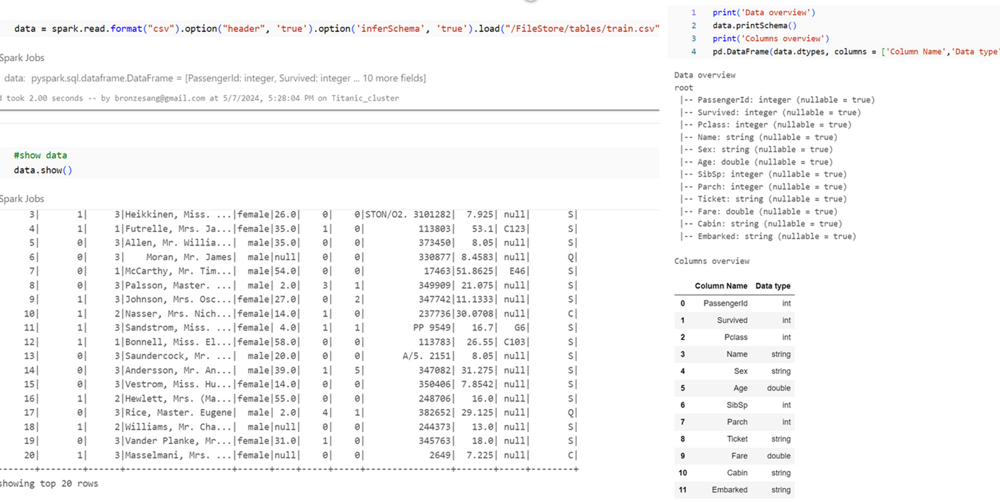 data = spark.read.format("csv").option("header", 'true').option('inferSchema', 'true').load("/FileStore/tables/train.csv"
Spark Jobs
data: pyspark.sql.dataframe.DataFrame = [PassengerId: integer, Survived: integer ... 10 more fields]
d took 2.00 seconds -- by bronzesang@gmail.com at 5/7/2024, 5:28:04 PM on Titanic_cluster
#show data
data.show()
Spark Jobs
3| 1| 3|Heikkinen, Miss. ...|female|26.0| 0| 0|STON/O2. 3101282| 7.925| null| S|
4| 1| 1|Futrelle, Mrs. Ja...|female|35.0| 1| 0| 113803| 53.1| C123| S|
5| 0| 3|Allen, Mr. Willia...| male|35.0| 0| 0| 373450| 8.05| null| S|
6| 0| 3| Moran, Mr. James| male|null| 0| 0| 330877| 8.4583| null| Q|
7| 0| 1|McCarthy, Mr. Tim...| male|54.0| 0| 0| 17463|51.8625| E46| S|
8| 0| 3|Palsson, Master. ...| male| 2.0| 3| 1| 349909| 21.075| null| S|
9| 1| 3|Johnson, Mrs. Osc...|female|27.0| 0| 2| 347742|11.1333| null| S|
10| 1| 2|Nasser, Mrs. Nich...|female|14.0| 1| 0| 237736|30.0708| null| C|
11| 1| 3|Sandstrom, Miss. ...|female| 4.0| 1| 1| PP 9549| 16.7| G6| S|
12| 1| 1|Bonnell, Miss. El...|female|58.0| 0| 0| 113783| 26.55| C103| S|
13| 0| 3|Saundercock, Mr. ...| male|20.0| 0| 0| A/5. 2151| 8.05| null| S|
14| 0| 3|Andersson, Mr. An...| male|39.0| 1| 5| 347082| 31.275| null| S|
15| 0| 3|Vestrom, Miss. Hu...|female|14.0| 0| 0| 350406| 7.8542| null| S|
16| 1| 2|Hewlett, Mrs. (Ma...|female|55.0| 0| 0| 248706| 16.0| null| S|
17| 0| 3|Rice, Master. Eugene| male| 2.0| 4| 1| 382652| 29.125| null| Q|
18| 1| 2|Williams, Mr. Cha...| male|null| 0| 0| 244373| 13.0| null| S|
19| 0| 3|Vander Planke, Mr...|female|31.0| 1| 0| 345763| 18.0| null| S|
20| 1| 3|Masselmani, Mrs. ...|female|null| 0| 0| 2649| 7.225| null| C|
-------+--------+------+--------------------+------+----+-----+-----+----------------+-------+-----+--------+
showing top 20 rows
1 print('Data overview')
2 data.printSchema()
3 print('Columns overview')
4 pd.DataFrame(data.dtypes, columns = ['Column Name','Data type'
Data overview
root
|-- PassengerId: integer (nullable = true)
|-- Survived: integer (nullable = true)
|-- Pclass: integer (nullable = true)
|-- Name: string (nullable = true)
|-- Sex: string (nullable = true)
|-- Age: double (nullable = true)
|-- SibSp: integer (nullable = true)
|-- Parch: integer (nullable = true)
|-- Ticket: string (nullable = true)
|-- Fare: double (nullable = true)
|-- Cabin: string (nullable = true)
|-- Embarked: string (nullable = true)
Columns overview
Column Name Data type
0 PassengerId int
1 Survived int
2 Pclass int
3 Name string
4 Sex string
5 Age double
6 SibSp int
7 Parch int
8 Ticket string
9 Fare double
10 Cabin string
11 Embarked string